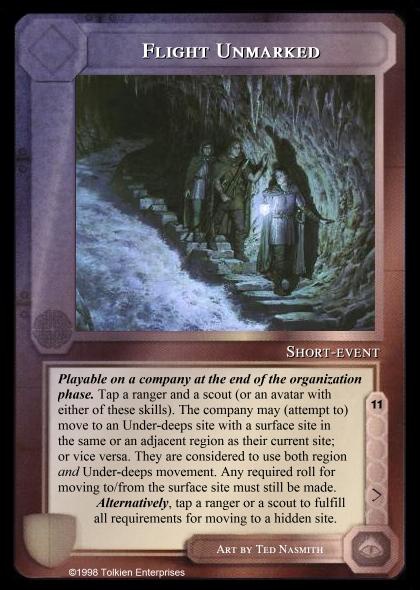 Flight Unmarked
Short-event
Playable on a company at the end of the organization
phase. Tap a ranger and a scout (or an avatar with
either of these skills). The company may (attempt to)
move to an Under-deeps site with a surface site in
the same or an adjacent region as their current site;
or vice versa. They are considered to use both region
and Under-deeps movement. Any required roll for
moving to/from the surface site must still be made.
Alternatively, tap a ranger or a scout to fulfill
all requirements for moving to a hidden site.
11
Art by Ted Nasmith
©1998 Tolkien Enterprises